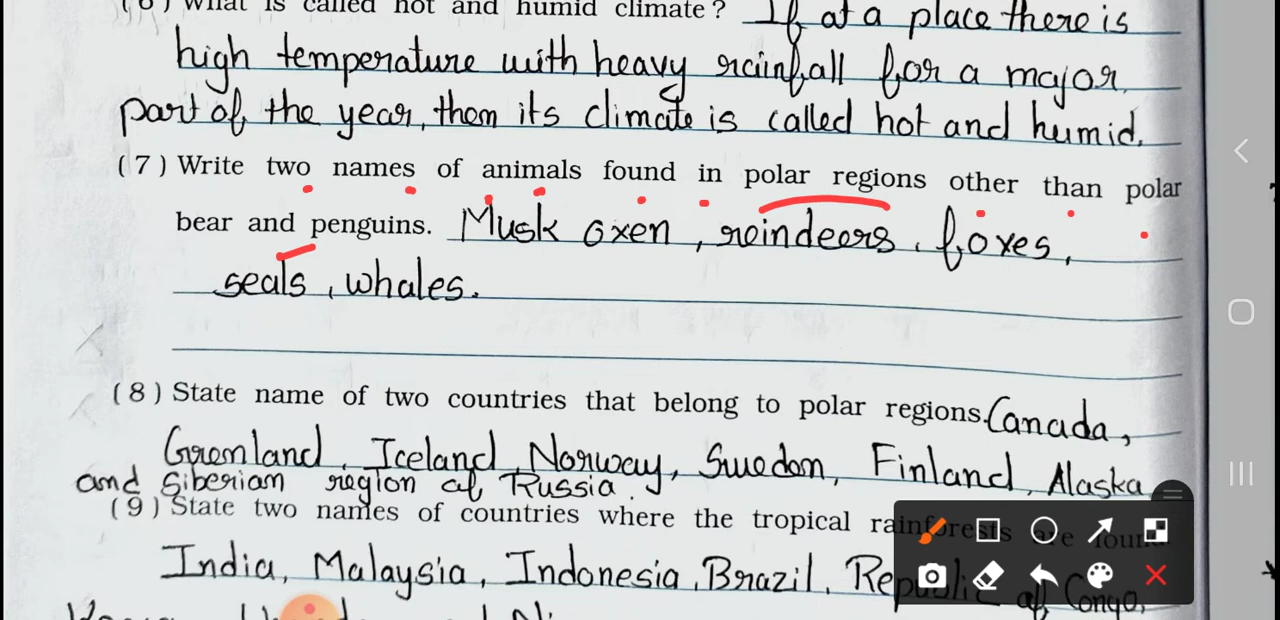 (6) What is called hot and humid climate? If at a place there is
high temperature with heavy rainfall for a major
part of the year, then its climate is called hot and humid.
(7) Write two names of animals found in polar regions other than polar
bear and penguins. Musk oxen, reindeers, foxes,
seals, whales.
(8) State name of two countries that belong to polar regions. Canada,
Greenland, Iceland, Norway, Sweden, Finland, Alaska
and Siberian region of Russia.
(9) State two names of countries where the tropical rainforests are found
India, Malaysia, Indonesia, Brazil, Republic of Congo,